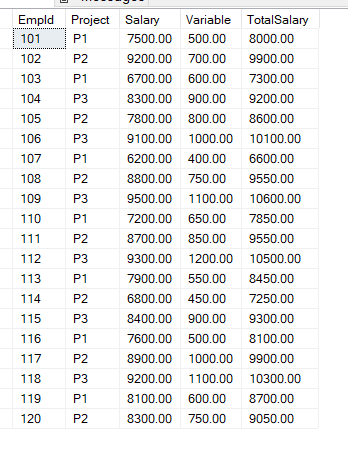 Messages
EmpId Project Salary Variable TotalSalary
101 P1 7500.00 500.00 8000.00
102 P2 9200.00 700.00 9900.00
103 P1 6700.00 600.00 7300.00
104 P3 8300.00 900.00 9200.00
105 P2 7800.00 800.00 8600.00
106 P3 9100.00 1000.00 10100.00
107 P1 6200.00 400.00 6600.00
108 P2 8800.00 750.00 9550.00
109 P3 9500.00 1100.00 10600.00
110 P1 7200.00 650.00 7850.00
111 P2 8700.00 850.00 9550.00
112 P3 9300.00 1200.00 10500.00
113 P1 7900.00 550.00 8450.00
114 P2 6800.00 450.00 7250.00
115 P3 8400.00 900.00 9300.00
116 P1 7600.00 500.00 8100.00
117 P2 8900.00 1000.00 9900.00
118 P3 9200.00 1100.00 10300.00
119 P1 8100.00 600.00 8700.00
120 P2 8300.00 750.00 9050.00